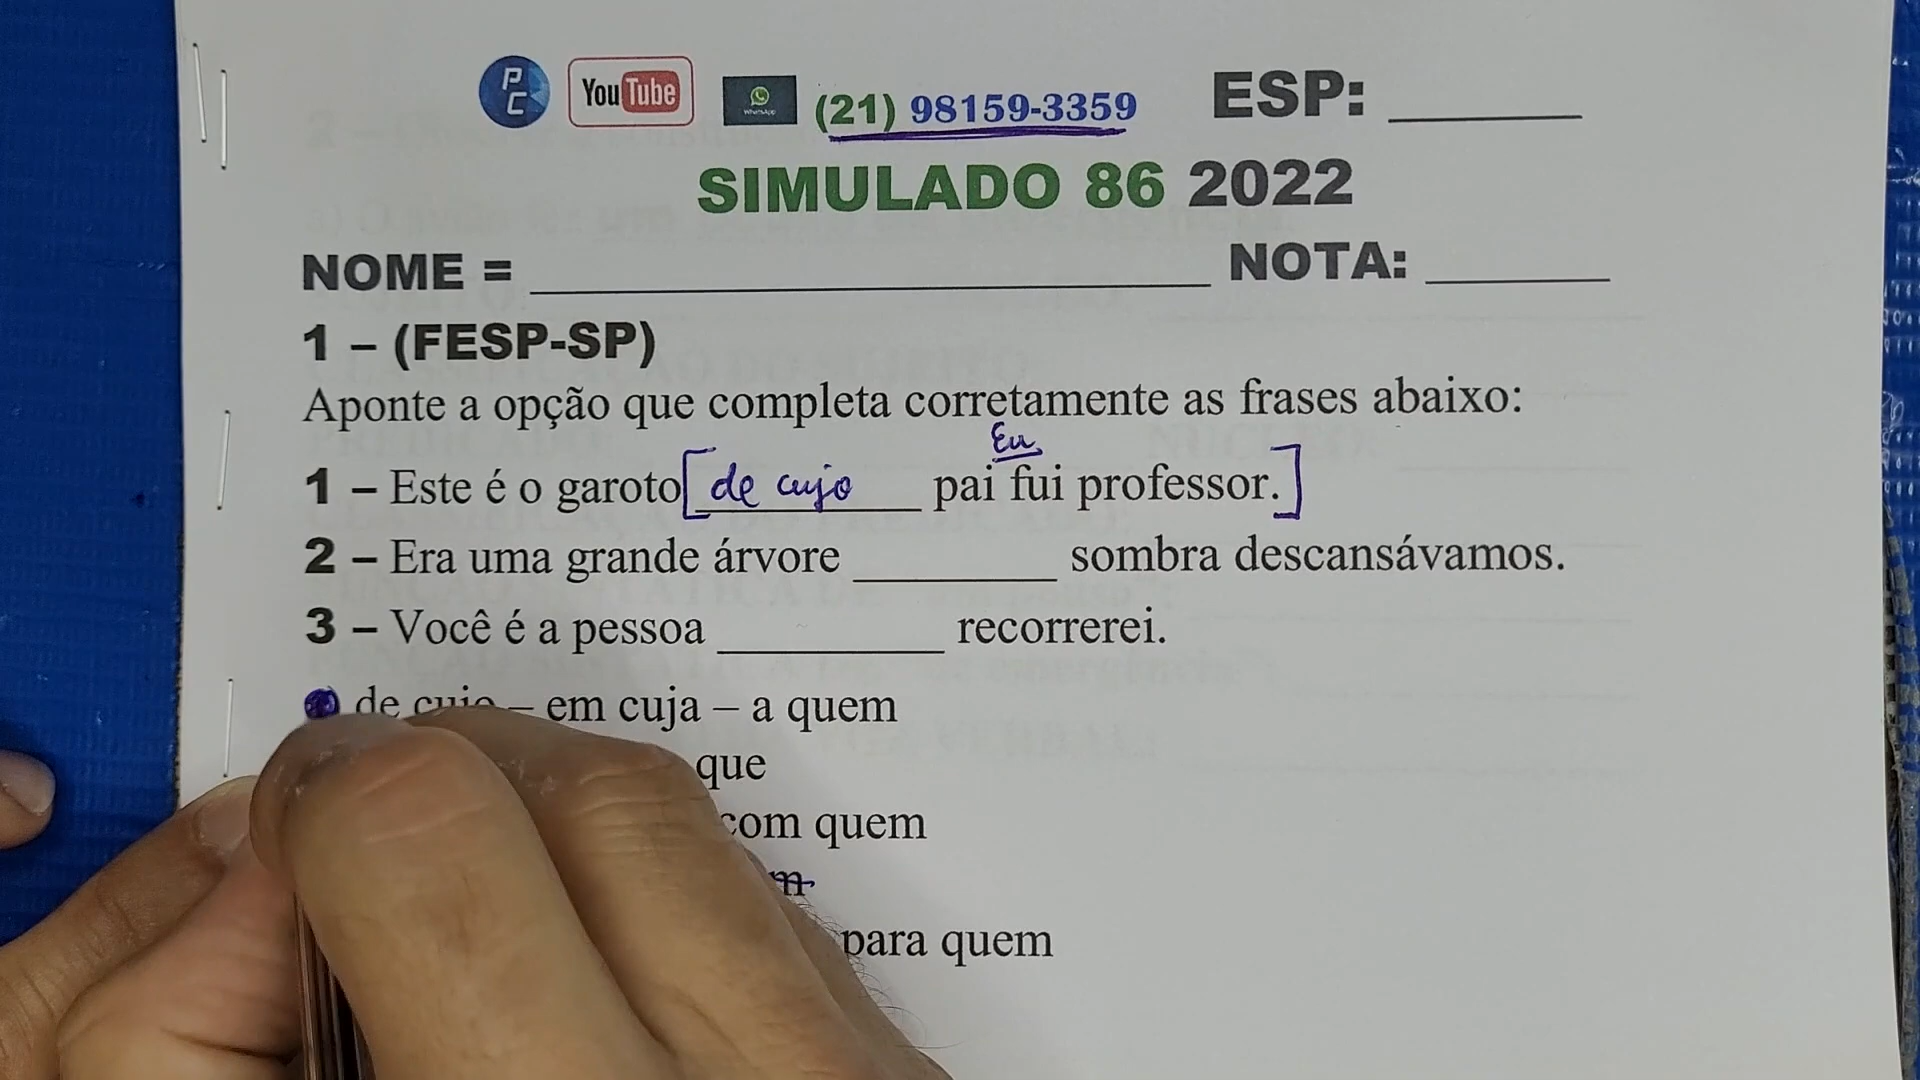 PC YouTube WhatsApp (21) 98159-3359 ESP:
SIMULADO 86 2022
NOME = NOTA:
1 – (FESP-SP)
Aponte a opção que completa corretamente as frases abaixo:
Eu
1 – Este é o garoto [de cujo pai fui professor.]
2 – Era uma grande árvore sombra descansávamos.
3 – Você é a pessoa recorrerei.
de cujo – em cuja – a quem
que
com quem
para quem